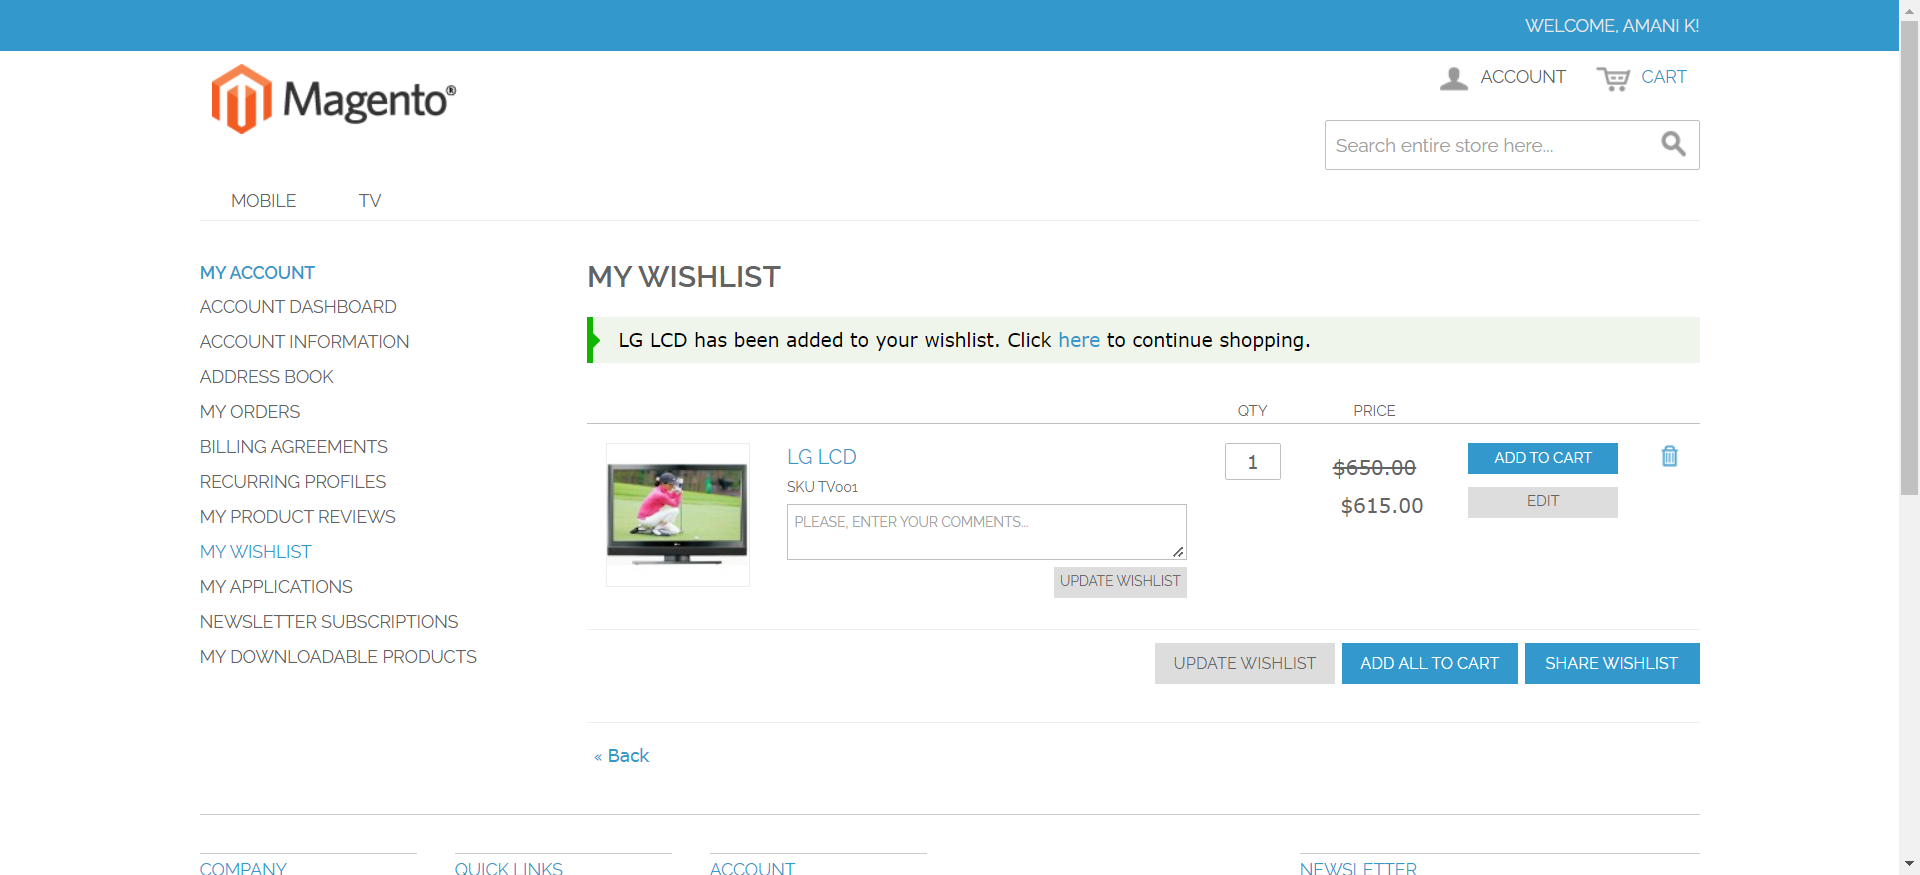 WELCOME, AMANI K!
Magento®
ACCOUNT
CART
Search entire store here...
MOBILE
TV
MY ACCOUNT
ACCOUNT DASHBOARD
ACCOUNT INFORMATION
ADDRESS BOOK
MY ORDERS
BILLING AGREEMENTS
RECURRING PROFILES
MY PRODUCT REVIEWS
MY WISHLIST
MY APPLICATIONS
NEWSLETTER SUBSCRIPTIONS
MY DOWNLOADABLE PRODUCTS
MY WISHLIST
LG LCD has been added to your wishlist. Click here to continue shopping.
QTY
PRICE
LG LCD
SKU TV001
PLEASE, ENTER YOUR COMMENTS...
UPDATE WISHLIST
1
$650.00
$615.00
ADD TO CART
EDIT
UPDATE WISHLIST
ADD ALL TO CART
SHARE WISHLIST
« Back
COMPANY
QUICK LINKS
ACCOUNT
NEWSLETTER